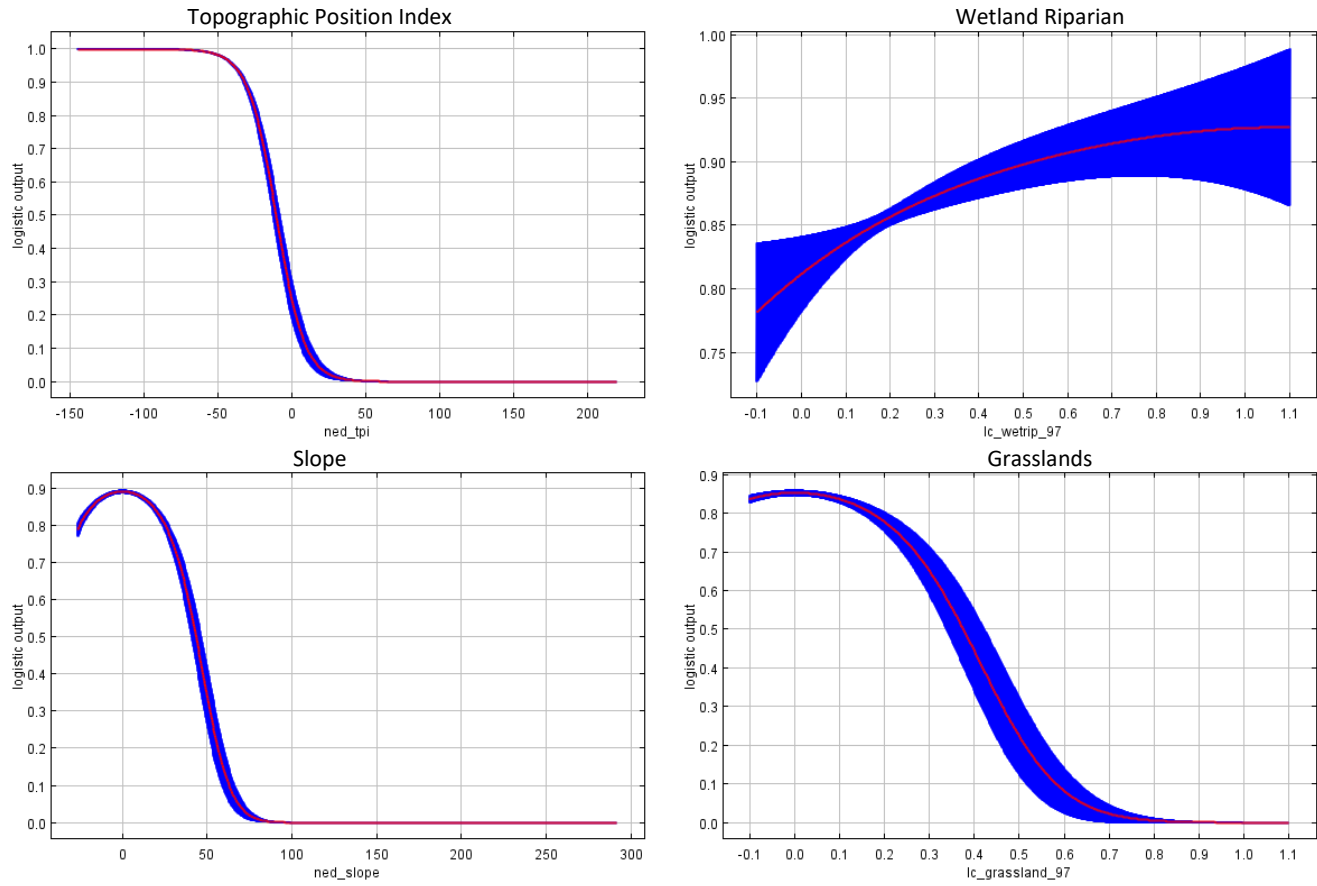 Topographic Position Index
1.0
0.9
0.8
0.7
0.6
0.5
0.4
0.3
0.2
0.1
0.0
logistic output
-150 -100 -50 0 50 100 150 200
ned_tpi
Wetland Riparian
1.00
0.95
0.90
0.85
0.80
0.75
logistic output
-0.1 0.0 0.1 0.2 0.3 0.4 0.5 0.6 0.7 0.8 0.9 1.0 1.1
lc_wetrip_97
Slope
0.9
0.8
0.7
0.6
0.5
0.4
0.3
0.2
0.1
0.0
logistic output
0 50 100 150 200 250 300
ned_slope
Grasslands
0.9
0.8
0.7
0.6
0.5
0.4
0.3
0.2
0.1
0.0
logistic output
-0.1 0.0 0.1 0.2 0.3 0.4 0.5 0.6 0.7 0.8 0.9 1.0 1.1
lc_grassland_97